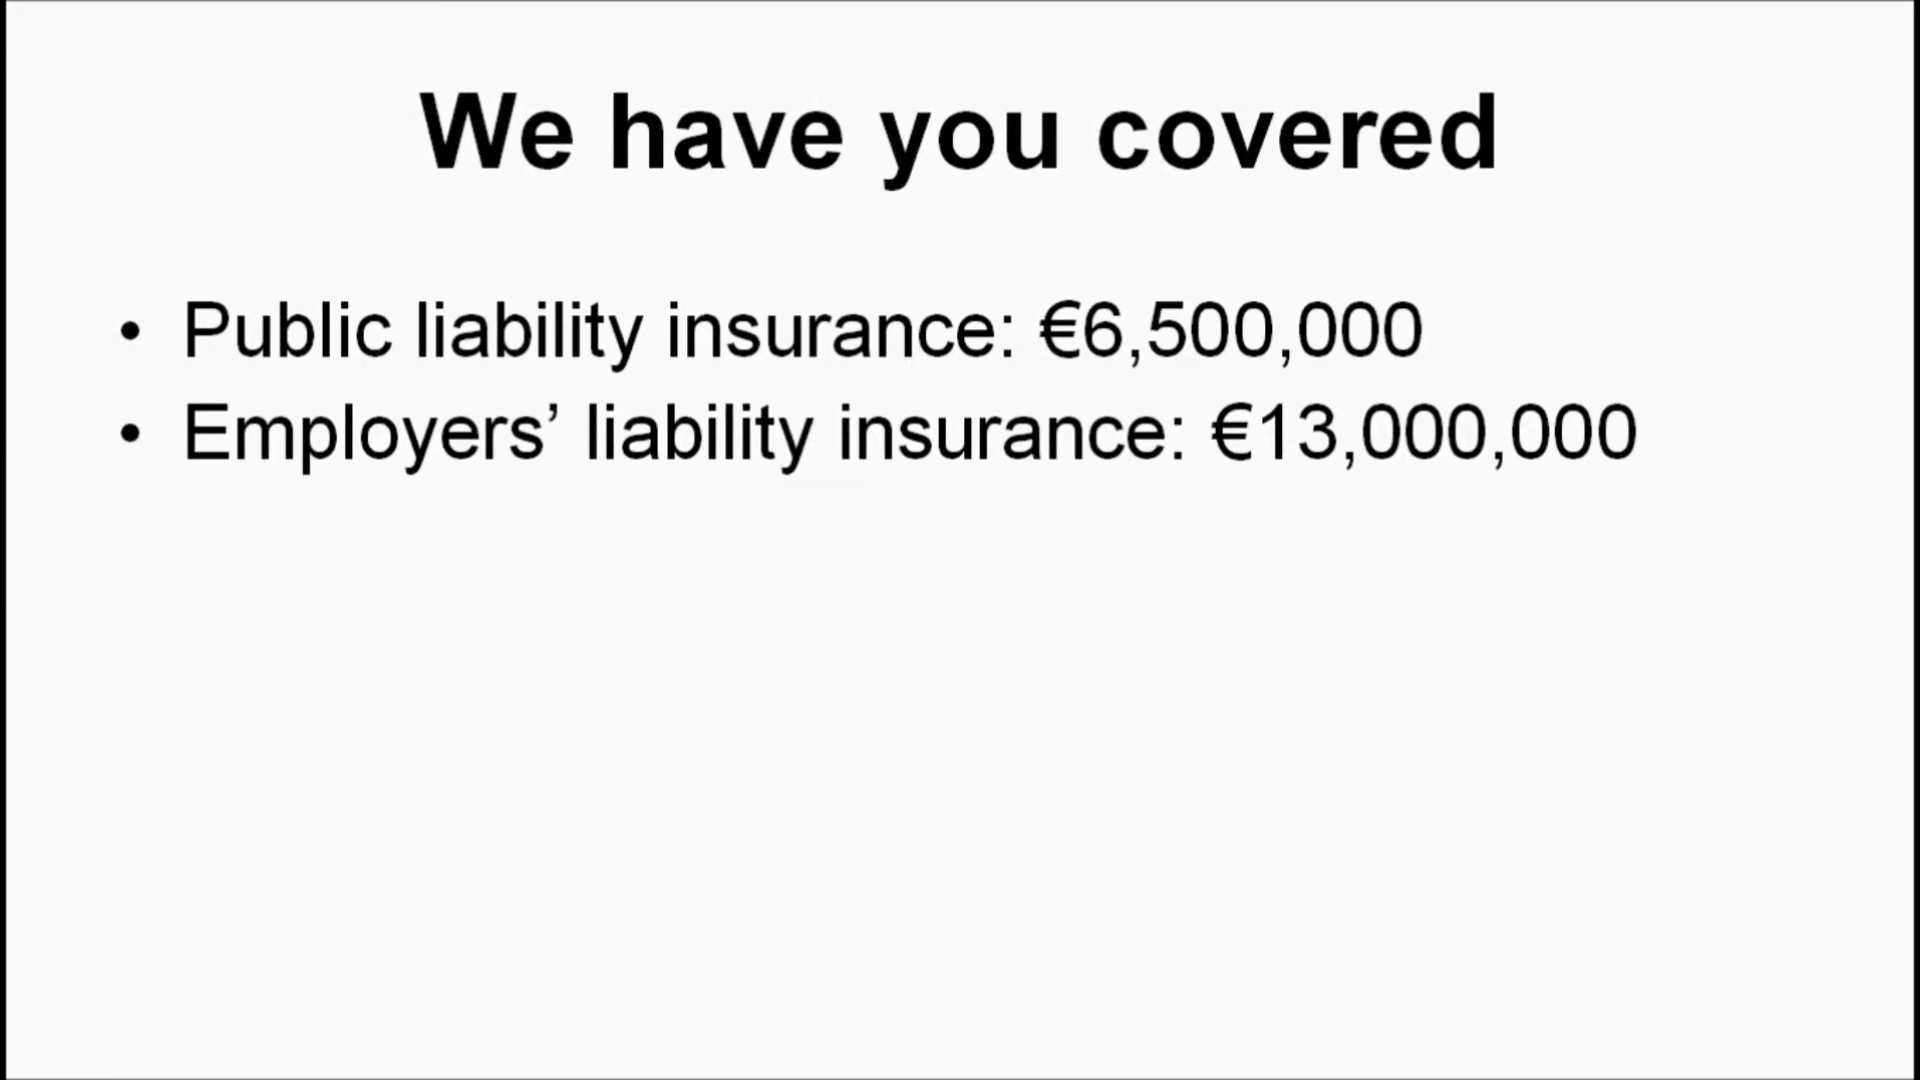 We have you covered
• Public liability insurance: €6,500,000
• Employers’ liability insurance: €13,000,000